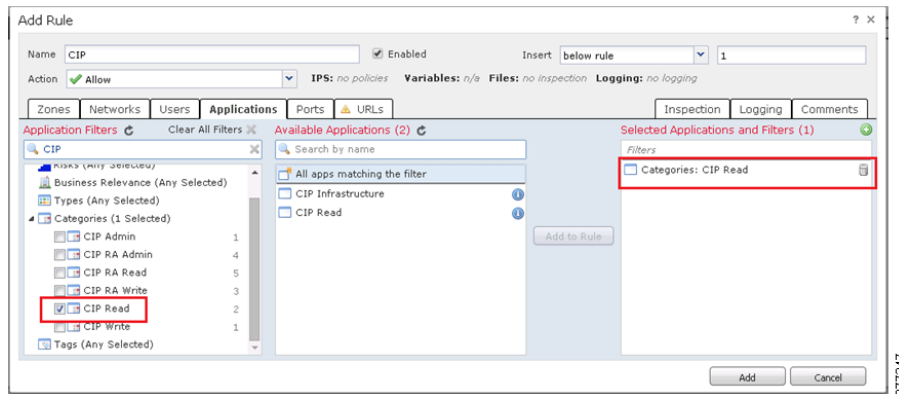 Add Rule
? ×
Name CIP Enabled Insert below rule 1
Action Allow IPS: no policies Variables: n/a Files: no inspection Logging: no logging
Zones Networks Users Applications Ports URLs Inspection Logging Comments
Application Filters Clear All Filters Available Applications (2) Selected Applications and Filters (1)
CIP Search by name Filters
Risks (Any Selected) All apps matching the filter Categories: CIP Read
Business Relevance (Any Selected) CIP Infrastructure
Types (Any Selected) CIP Read
Categories (1 Selected)
CIP Admin 1
CIP RA Admin 4 Add to Rule
CIP RA Read 5
CIP RA Write 3
CIP Read 2
CIP Write 1
Tags (Any Selected)
Add Cancel